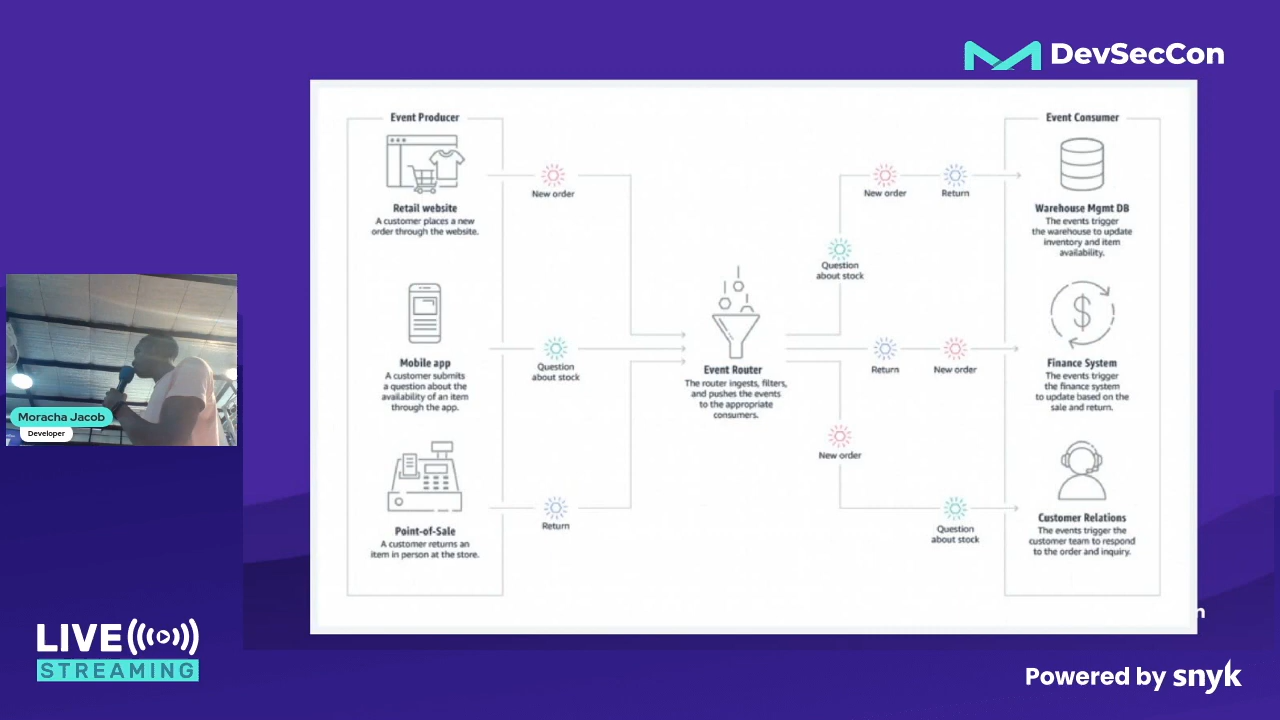 DevSecCon
Event Producer
Retail website
A customer places a new
order through the website.
Mobile app
A customer submits
a question about the
availability of an item
through the app.
Point-of-Sale
A customer returns an
item in person at the store.
New order
Question
about stock
Return
Event Router
The router ingests, filters,
and pushes the events
to the appropriate
consumers.
New order
Return
Question
about stock
Return
New order
New order
Question
about stock
Event Consumer
Warehouse Mgmt DB
The events trigger
the warehouse to update
inventory and item
availability.
Finance System
The events trigger
the finance system
to update based on the
sale and return.
Customer Relations
The events trigger the
customer team to respond
to the order and inquiry.
Moracha Jacob
Developer
LIVE
STREAMING
Powered by snyk